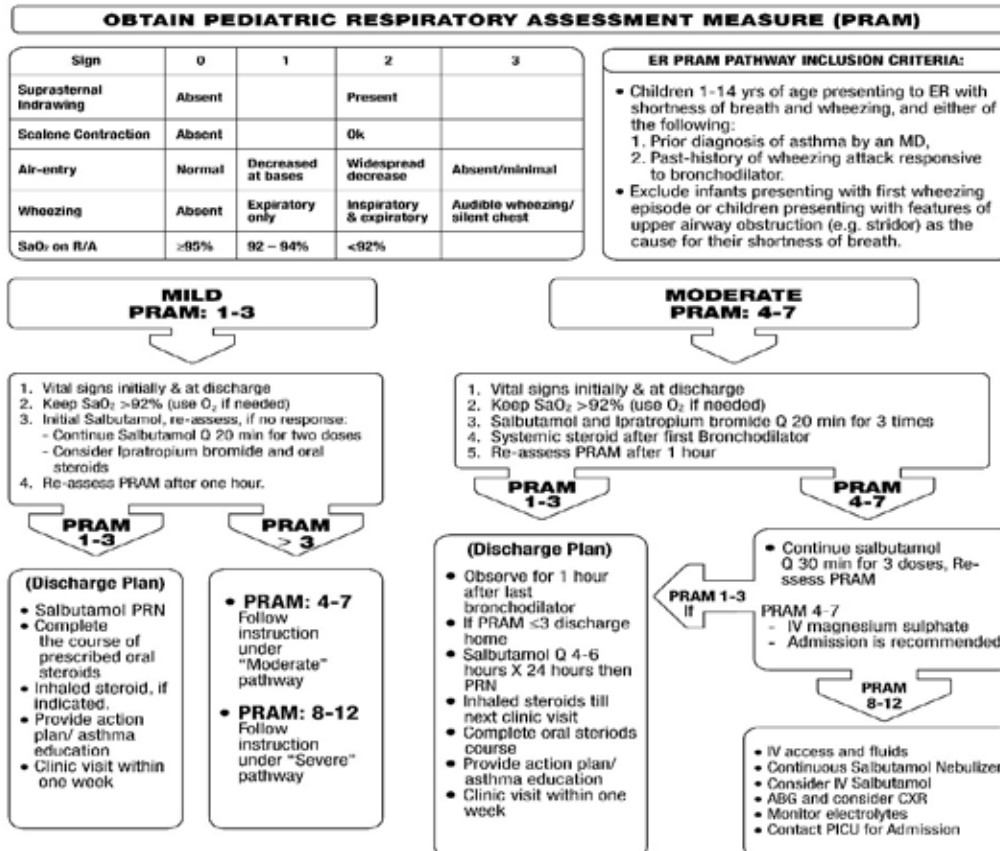 OBTAIN PEDIATRIC RESPIRATORY ASSESSMENT MEASURE (PRAM)
Sign 0 1 2 3
Suprasternal Indrawing Absent Present
Scalene Contraction Absent Ok
Air-entry Normal Decreased at bases Widespread decrease Absent/minimal
Wheezing Absent Expiratory only Inspiratory & expiratory Audible wheezing/ silent chest
SaO₂ on R/A ≥95% 92 – 94% <92%
ER PRAM PATHWAY INCLUSION CRITERIA:
• Children 1-14 yrs of age presenting to ER with
shortness of breath and wheezing, and either of
the following:
1. Prior diagnosis of asthma by an MD,
2. Past-history of wheezing attack responsive
to bronchodilator.
• Exclude infants presenting with first wheezing
episode or children presenting with features of
upper airway obstruction (e.g. stridor) as the
cause for their shortness of breath.
MILD
PRAM: 1-3
1. Vital signs initially & at discharge
2. Keep SaO₂ >92% (use O₂ if needed)
3. Initial Salbutamol, re-assess, if no response:
- Continue Salbutamol Q 20 min for two doses
- Consider Ipratropium bromide and oral
steroids
4. Re-assess PRAM after one hour.
PRAM
1-3
(Discharge Plan)
• Salbutamol PRN
• Complete
the course of
prescribed oral
steroids
• Inhaled steroid, if
indicated.
• Provide action
plan/ asthma
education
• Clinic visit within
one week
PRAM
> 3
• PRAM: 4-7
Follow
instruction
under
"Moderate"
pathway
• PRAM: 8-12
Follow
instruction
under "Severe"
pathway
MODERATE
PRAM: 4-7
1. Vital signs initially & at discharge
2. Keep SaO₂ >92% (use O₂ if needed)
3. Salbutamol and Ipratropium bromide Q 20 min for 3 times
4. Systemic steroid after first Bronchodilator
5. Re-assess PRAM after 1 hour
PRAM
1-3
(Discharge Plan)
• Observe for 1 hour
after last
bronchodilator
• If PRAM ≤3 discharge
home
• Salbutamol Q 4-6
hours X 24 hours then
PRN
• Inhaled steroids till
next clinic visit
• Complete oral steriods
course
• Provide action plan/
asthma education
• Clinic visit within one
week
PRAM
4-7
• Continue salbutamol
Q 30 min for 3 doses, Re-
ssess PRAM
PRAM 1-3
If
PRAM 4-7
- IV magnesium sulphate
- Admission is recommended
PRAM
8-12
• IV access and fluids
• Continuous Salbutamol Nebulizer
• Consider IV Salbutamol
• ABG and consider CXR
• Monitor electrolytes
• Contact PICU for Admission